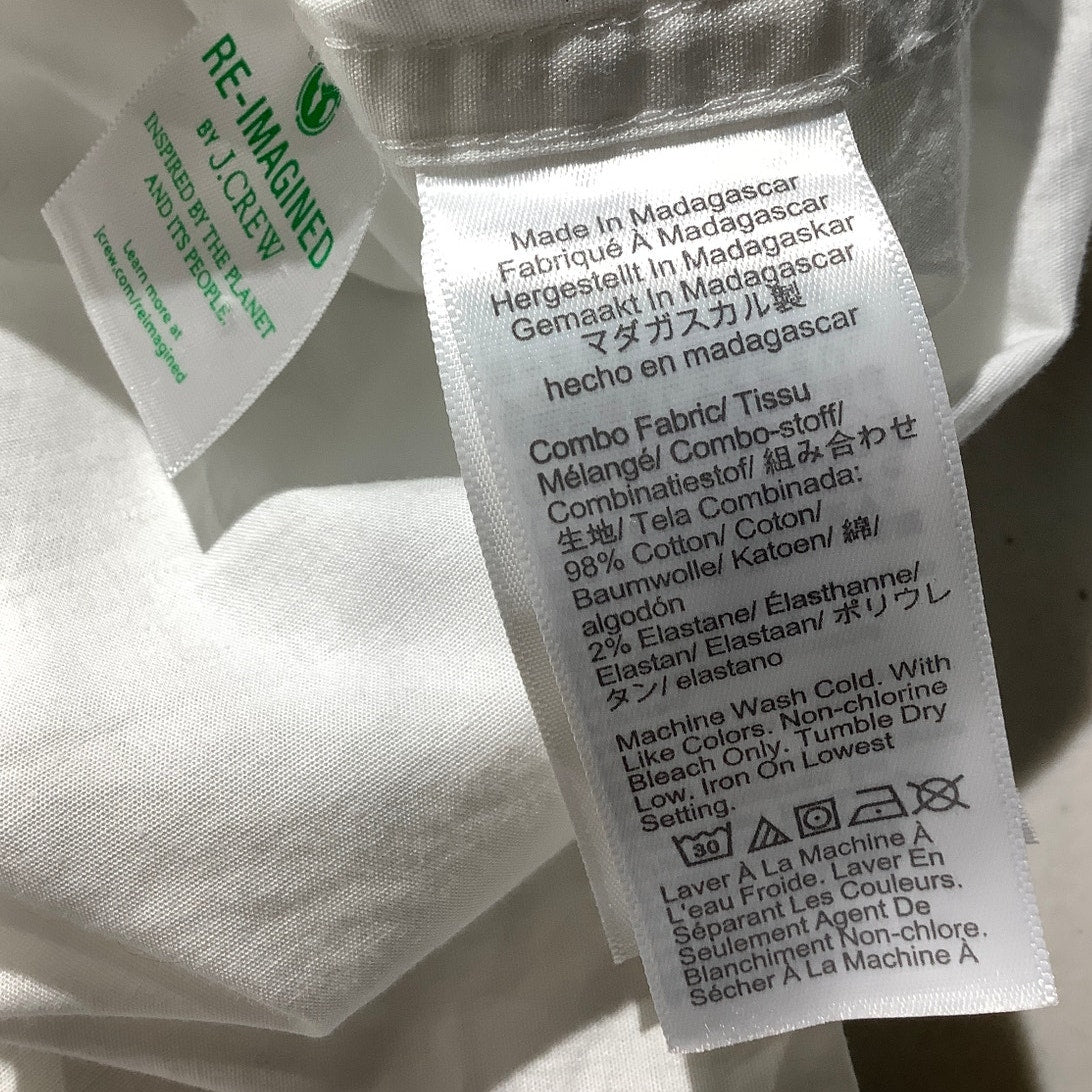 RE-IMAGINED
BY J.CREW
INSPIRED BY THE PLANET
AND ITS PEOPLE.
Learn more at
jcrew.com/reimagined
Made In Madagascar
Fabriqué À Madagascar
Hergestellt In Madagaskar
Gemaakt In Madagascar
マダガスカル製
hecho en madagascar
Combo Fabric/ Tissu
Mélangé/ Combo-stoff/
Combinatiestof/ 組み合わせ
生地/ Tela Combinada:
98% Cotton/ Coton/
Baumwolle/ Katoen/ 綿/
algodón
2% Elastane/ Élasthanne/
Elastan/ Elastaan/ ポリウレ
タン/ elastano
Machine Wash Cold. With
Like Colors. Non-chlorine
Bleach Only. Tumble Dry
Low. Iron On Lowest
Setting.
30
Laver À La Machine À
L'eau Froide. Laver En
Séparant Les Couleurs.
Seulement Agent De
Blanchiment Non-chlore.
Sécher À La Machine À